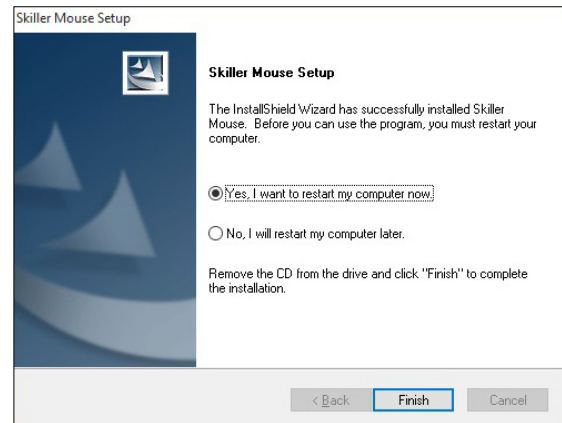 Skiller Mouse Setup
Skiller Mouse Setup
The InstallShield Wizard has successfully installed Skiller
Mouse. Before you can use the program, you must restart your
computer.
Yes, I want to restart my computer now.
No, I will restart my computer later.
Remove the CD from the drive and click "Finish" to complete
the installation.
< Back Finish Cancel